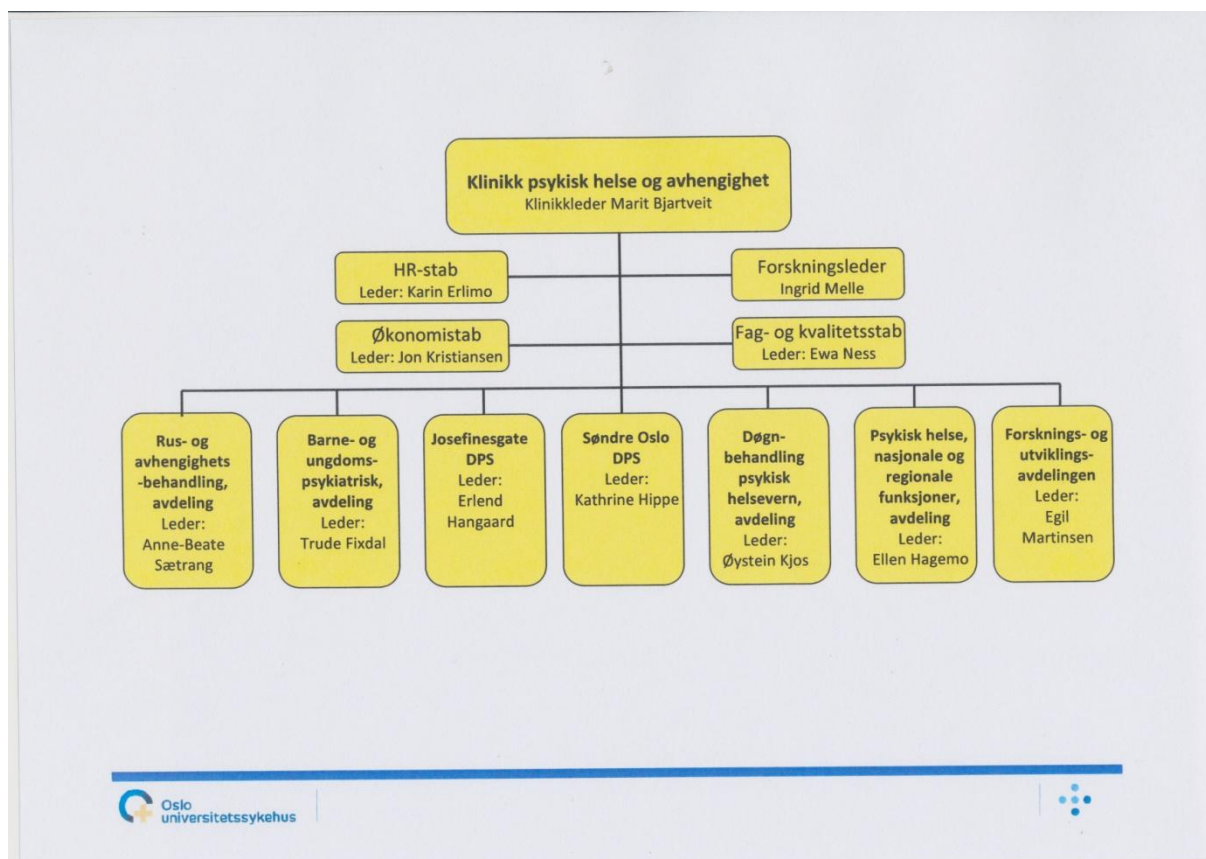 Klinikk psykisk helse og avhengighet
Klinikkleder Marit Bjartveit
HR-stab
Leder: Karin Erlimo
Forskningsleder
Ingrid Melle
Økonomistab
Leder: Jon Kristiansen
Fag- og kvalitetsstab
Leder: Ewa Ness
Rus- og
avhengighets
-behandling,
avdeling
Leder:
Anne-Beate
Sætrang
Barne- og
ungdoms-
psykiatrisk,
avdeling
Leder:
Trude Fixdal
Josefinesgate
DPS
Leder:
Erlend
Hangaard
Søndre Oslo
DPS
Leder:
Kathrine Hippe
Døgn-
behandling
psykisk
helsevern,
avdeling
Leder:
Øystein Kjos
Psykisk helse,
nasjonale og
regionale
funksjoner,
avdeling
Leder:
Ellen Hagemo
Forsknings- og
utviklings-
avdelingen
Leder:
Egil
Martinsen
Oslo
universitetssykehus